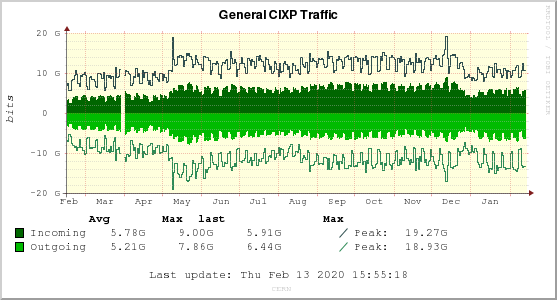 General CIXP Traffic
20 G
10 G
0
-10 G
-20 G
bits
Feb Mar Apr May Jun Jul Aug Sep Oct Nov Dec Jan
Avg Max last Max
Incoming 5.78G 9.00G 5.91G Peak: 19.27G
Outgoing 5.21G 7.86G 6.44G Peak: 18.93G
Last update: Thu Feb 13 2020 15:55:18
CERN
RRDTOOL / TOBI OETIKER